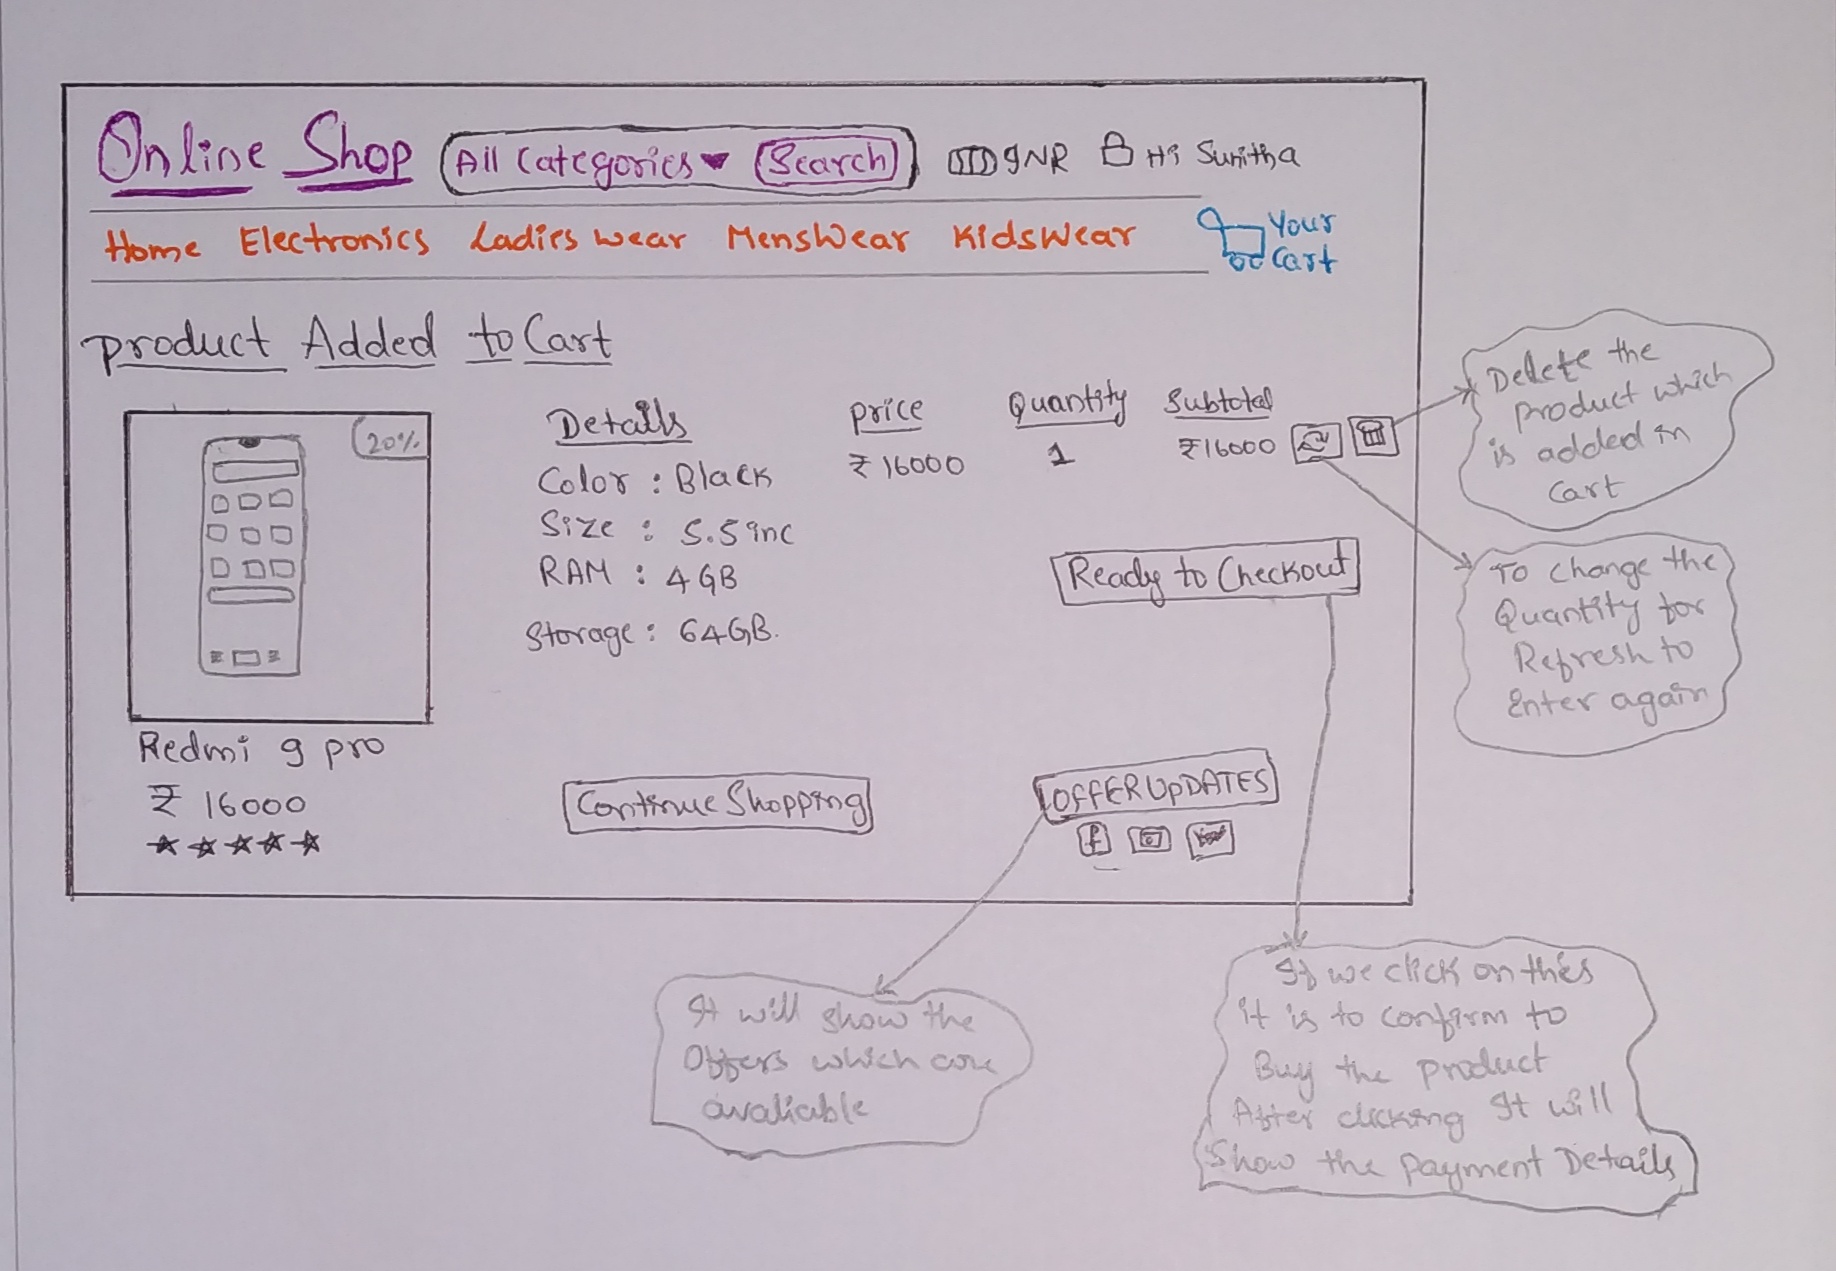 Online Shop All Categories Search INR Hi Sunitha
Home Electronics Ladies wear MensWear KidsWear Your
Cart
product Added to Cart
20%
Details price Quantity Subtotal
Color : Black ₹ 16000 1 ₹16000
Size : 5.5 inc
RAM : 4 GB
Storage : 64GB.
Ready to Checkout
Redmi 9 pro
₹ 16000
Continue Shopping
OFFER UPDATES
f
Delete the
product which
is added in
Cart
To change the
Quantity for
Refresh to
Enter again
It will show the
Offers which are
avaliable
If we click on this
it is to confirm to
Buy the product
After clicking It will
Show the payment Details